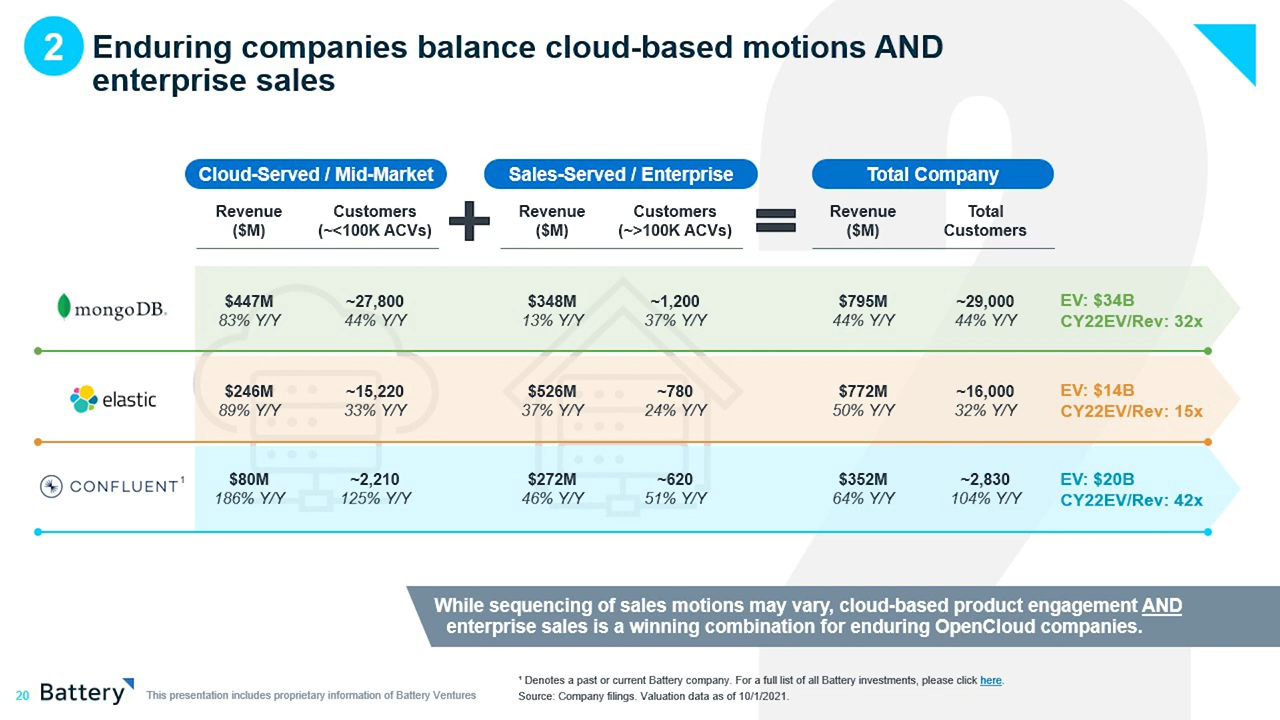 2
Enduring companies balance cloud-based motions AND
enterprise sales
Cloud-Served / Mid-Market
Sales-Served / Enterprise
Total Company
Revenue
($M)
Customers
(~<100K ACVs)
Revenue
($M)
Customers
(~>100K ACVs)
Revenue
($M)
Total
Customers
mongoDB.
$447M
83% Y/Y
~27,800
44% Y/Y
$348M
13% Y/Y
~1,200
37% Y/Y
$795M
44% Y/Y
~29,000
44% Y/Y
EV: $34B
CY22EV/Rev: 32x
elastic
$246M
89% Y/Y
~15,220
33% Y/Y
$526M
37% Y/Y
~780
24% Y/Y
$772M
50% Y/Y
~16,000
32% Y/Y
EV: $14B
CY22EV/Rev: 15x
CONFLUENT¹
$80M
186% Y/Y
~2,210
125% Y/Y
$272M
46% Y/Y
~620
51% Y/Y
$352M
64% Y/Y
~2,830
104% Y/Y
EV: $20B
CY22EV/Rev: 42x
While sequencing of sales motions may vary, cloud-based product engagement AND
enterprise sales is a winning combination for enduring OpenCloud companies.
20
Battery
This presentation includes proprietary information of Battery Ventures
¹ Denotes a past or current Battery company. For a full list of all Battery investments, please click here.
Source: Company filings. Valuation data as of 10/1/2021.